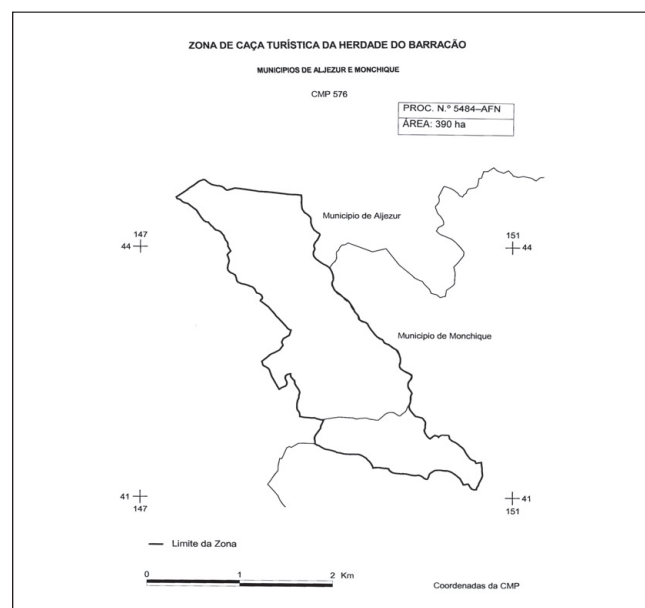 ZONA DE CAÇA TURÍSTICA DA HERDADE DO BARRACÃO
MUNICIPIOS DE ALJEZUR E MONCHIQUE
CMP 576
PROC. N.º 5484–AFN
ÁREA: 390 ha
Municipio de Aljezur
147
44
151
44
Municipio de Monchique
41
147
41
151
Limite da Zona
0 1 2 Km
Coordenadas da CMP